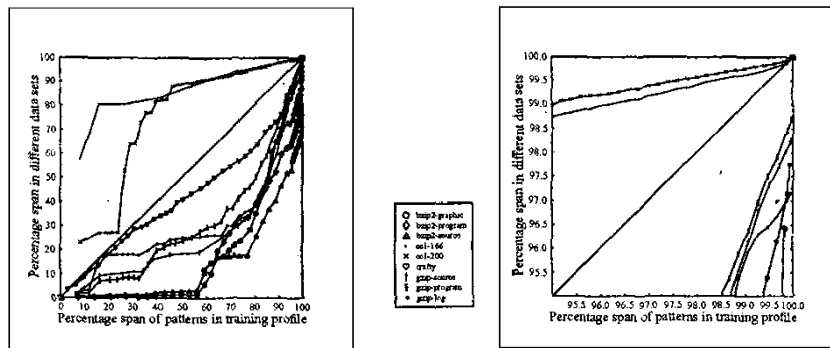 Percentage span in different data sets
100
90
80
70
60
50
40
30
20
10
0
0 10 20 30 40 50 60 70 80 90 100
Percentage span of patterns in training profile
bzip2-graphic
bzip2-program
bzip2-source
crafty
gzip-source
gzip-program
gzip-log
Percentage span in different data sets
100.0
99.5
99.0
98.5
98.0
97.5
97.0
96.5
96.0
95.5
95.5 96.0 96.5 97.0 97.5 98.0 98.5 99.0 99.5 100.0
Percentage span of patterns in training profile